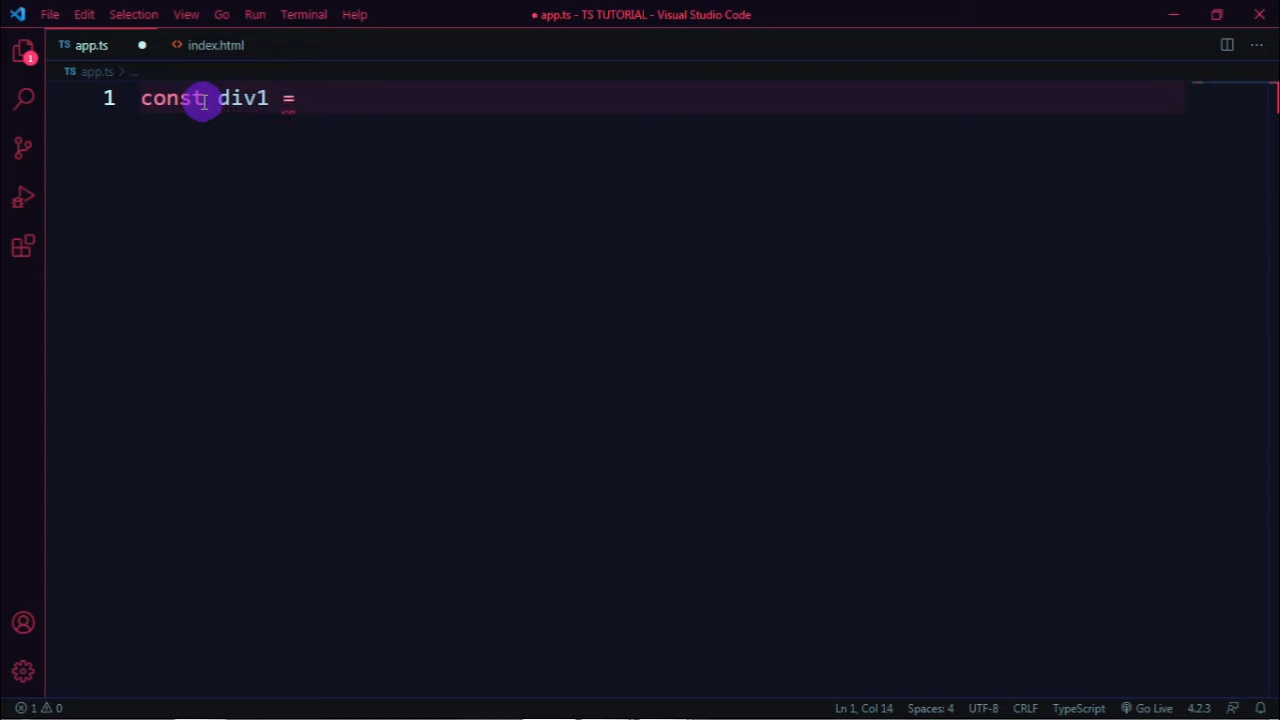 File Edit Selection View Go Run Terminal Help ● app.ts - TS TUTORIAL - Visual Studio Code
TS app.ts ● <> index.html
TS app.ts > ...
1 const div1 =
1
1 0 Ln 1, Col 14 Spaces: 4 UTF-8 CRLF TypeScript Go Live 4.2.3